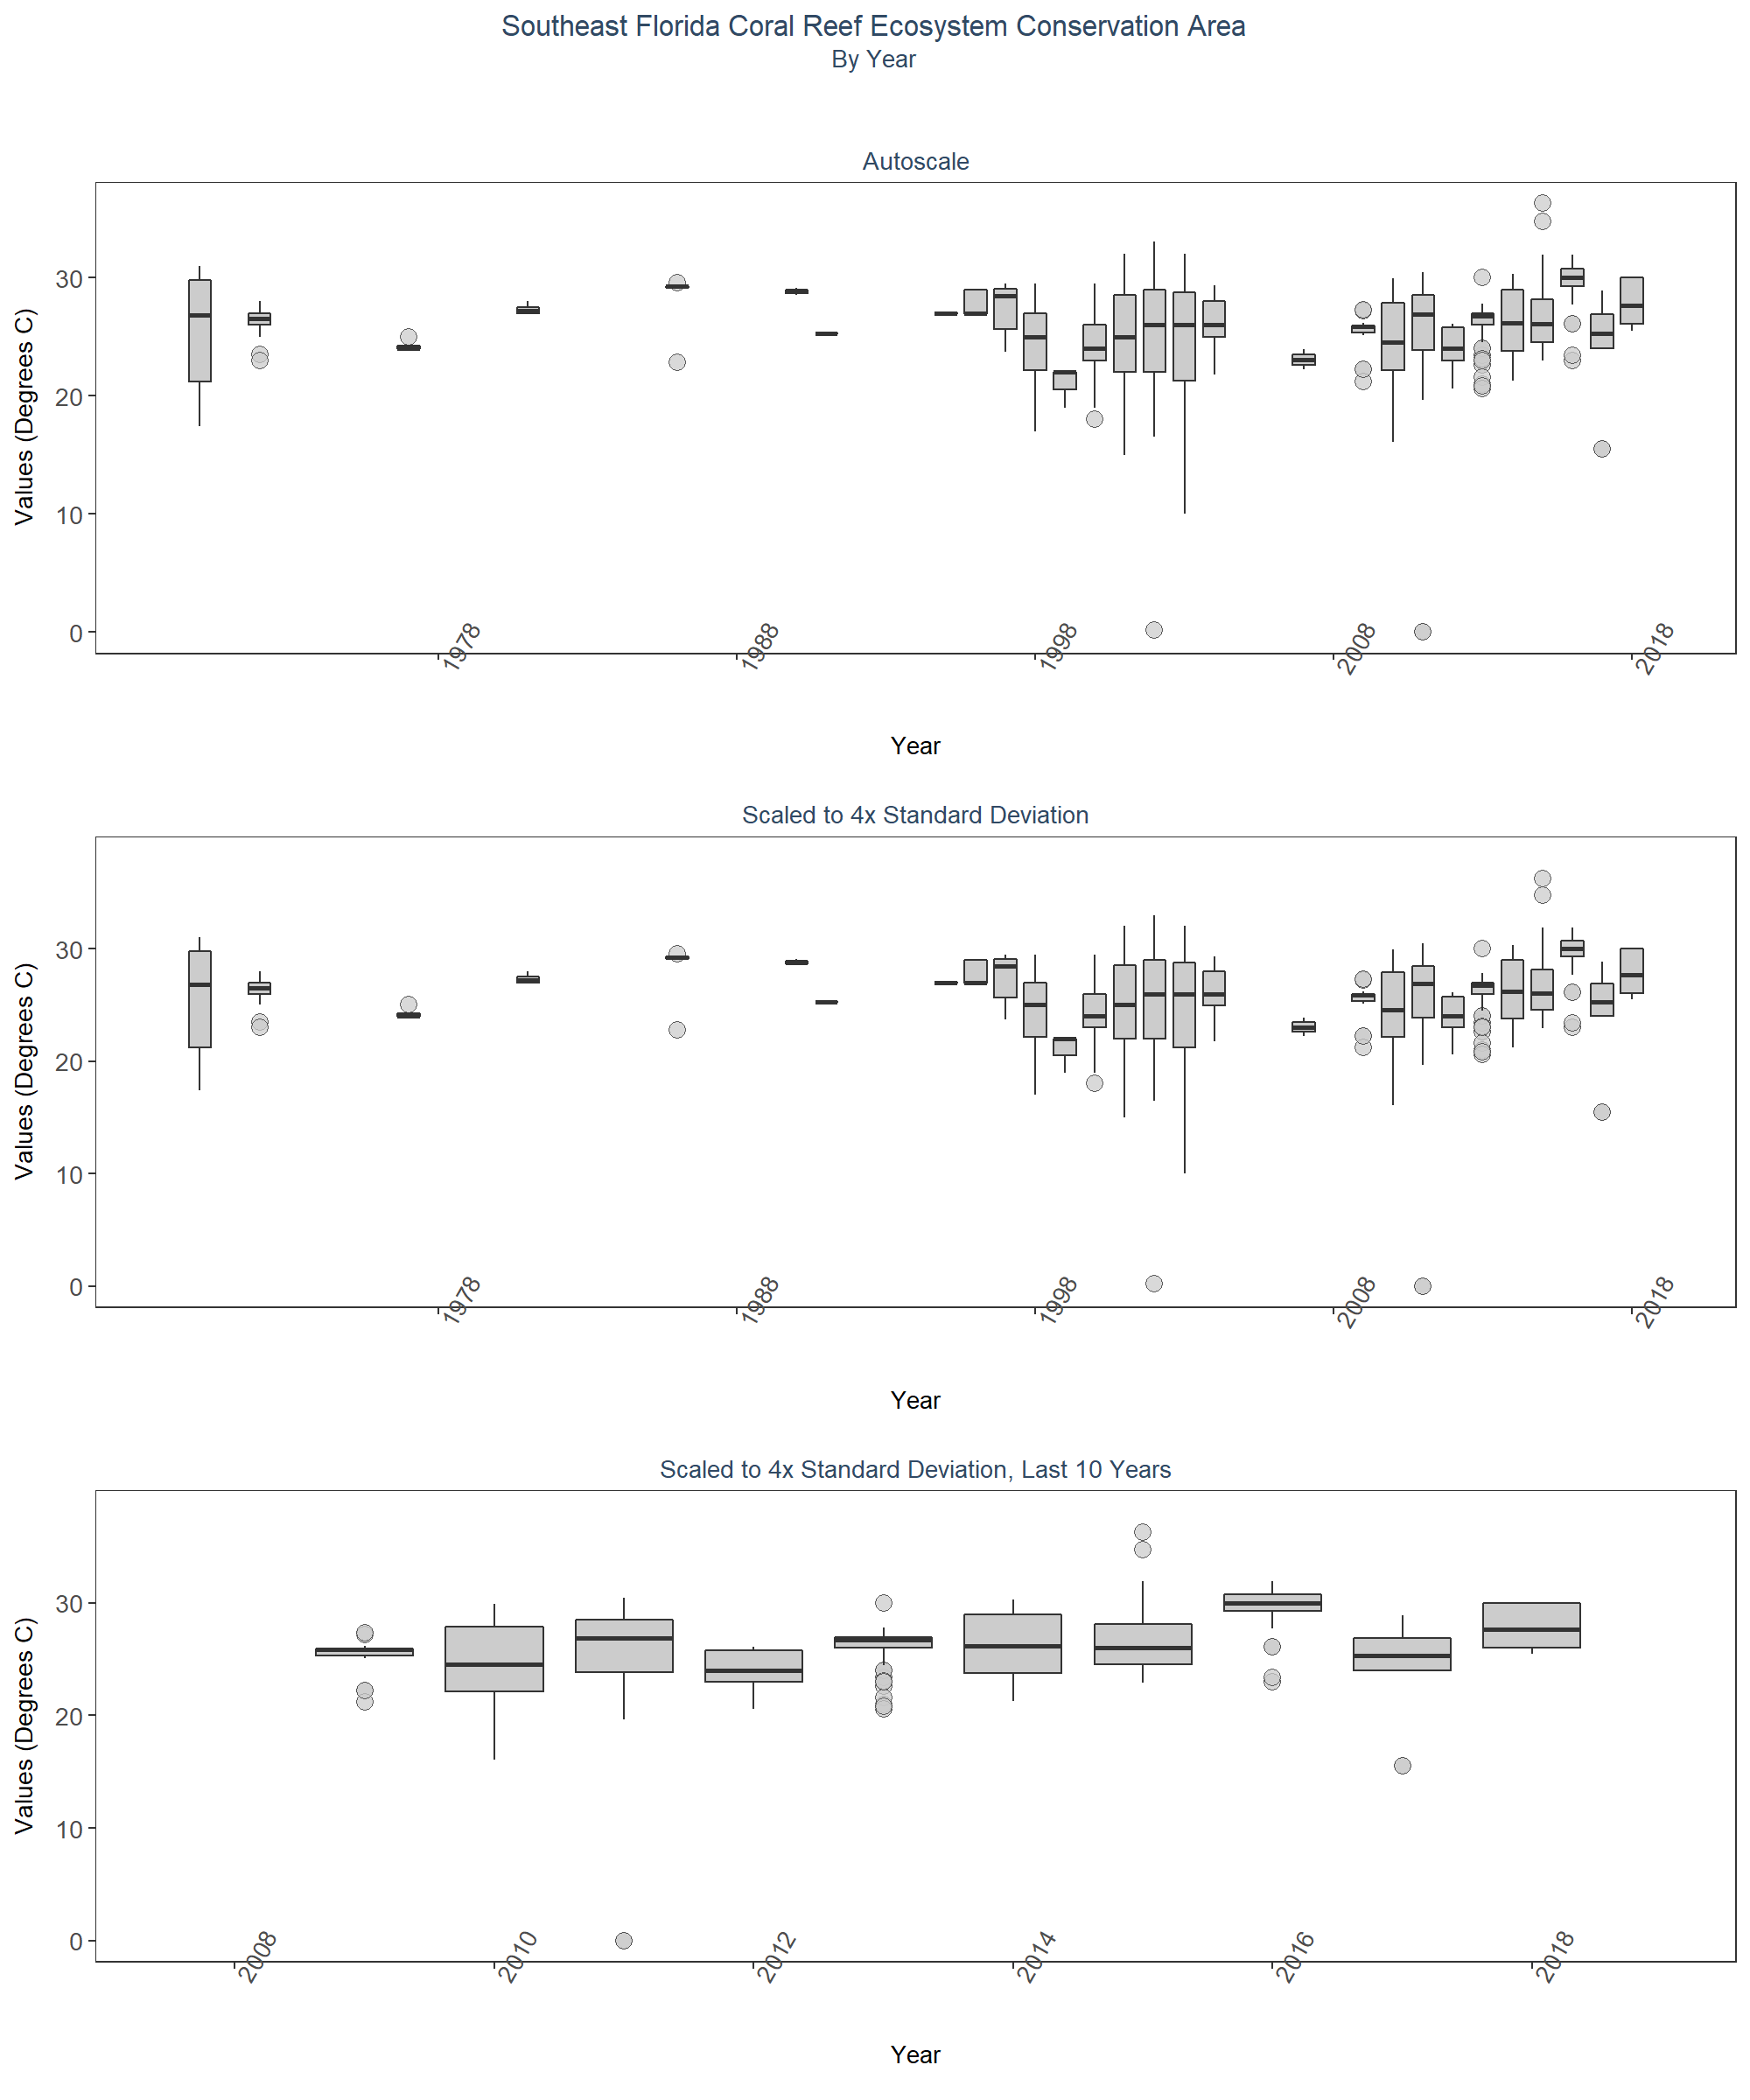 Southeast Florida Coral Reef Ecosystem Conservation Area
By Year
Autoscale
Values (Degrees C)
30
20
10
0
1978
1988
1998
2008
2018
Year
Scaled to 4x Standard Deviation
Values (Degrees C)
30
20
10
0
1978
1988
1998
2008
2018
Year
Scaled to 4x Standard Deviation, Last 10 Years
Values (Degrees C)
30
20
10
0
2008
2010
2012
2014
2016
2018
Year